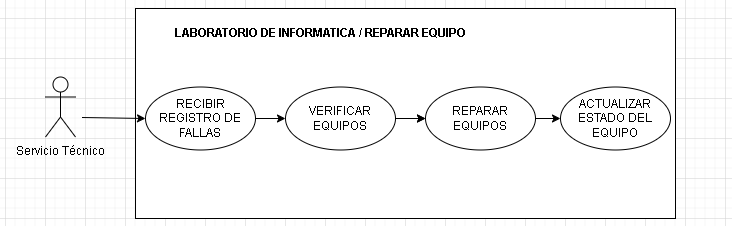 LABORATORIO DE INFORMATICA / REPARAR EQUIPO
RECIBIR
REGISTRO DE
FALLAS
VERIFICAR
EQUIPOS
REPARAR
EQUIPOS
ACTUALIZAR
ESTADO DEL
EQUIPO
Servicio Técnico